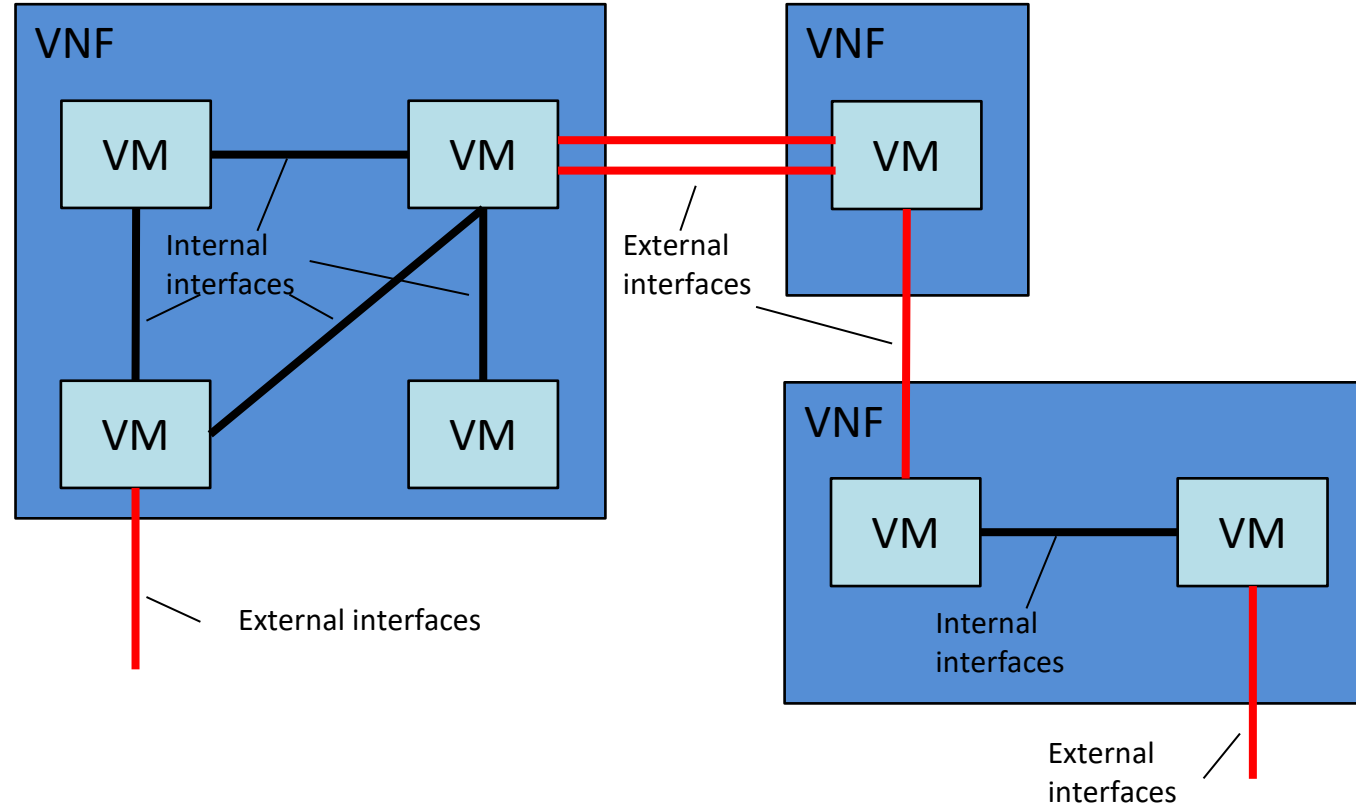 VNF
VM
VM
Internal
interfaces
VM
VM
External interfaces
External
interfaces
VNF
VM
VNF
VM
VM
Internal
interfaces
External
interfaces